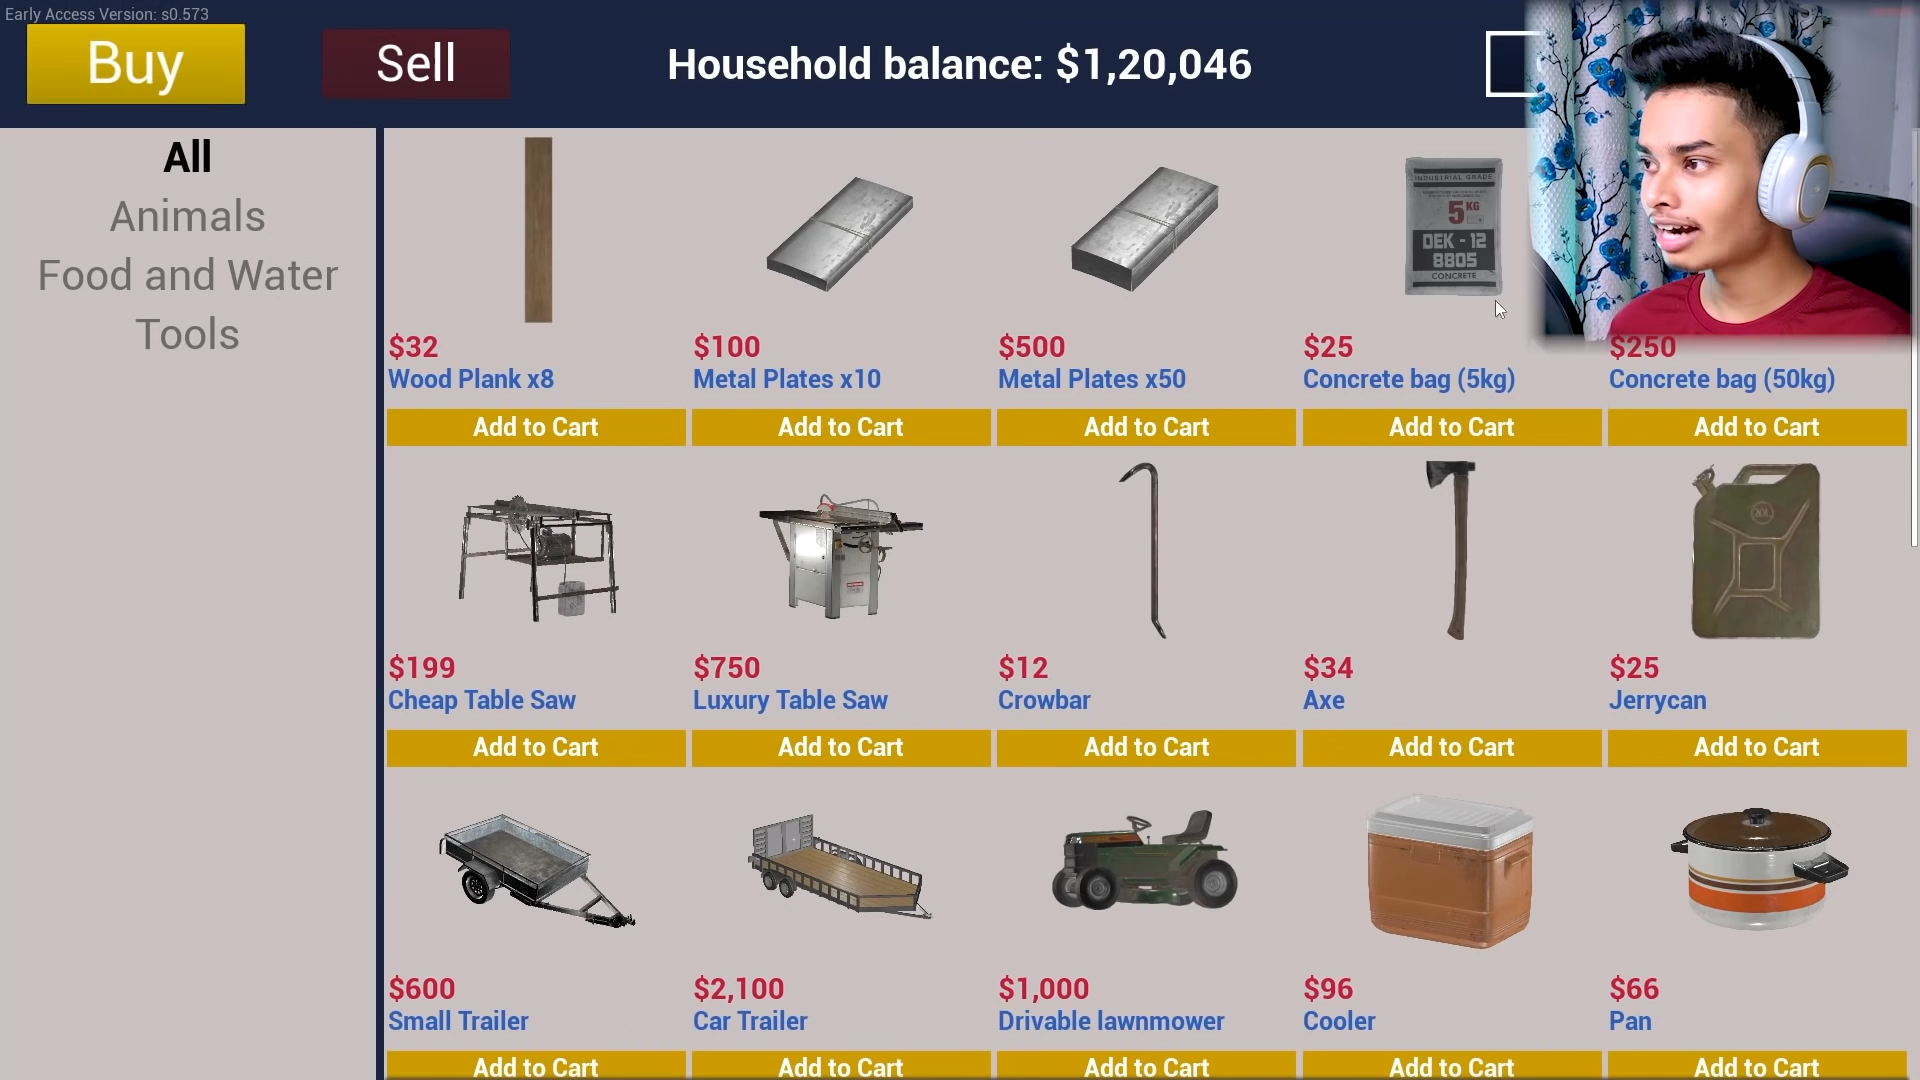 Early Access Version: s0.573
Buy
Sell
Household balance: $1,20,046
All
Animals
Food and Water
Tools
INDUSTRIAL GRADE
5 KG
DEK - 12
8805
CONCRETE
$32
Wood Plank x8
Add to Cart
$100
Metal Plates x10
Add to Cart
$500
Metal Plates x50
Add to Cart
$25
Concrete bag (5kg)
Add to Cart
$250
Concrete bag (50kg)
Add to Cart
$199
Cheap Table Saw
Add to Cart
$750
Luxury Table Saw
Add to Cart
$12
Crowbar
Add to Cart
$34
Axe
Add to Cart
$25
Jerrycan
Add to Cart
$600
Small Trailer
Add to Cart
$2,100
Car Trailer
Add to Cart
$1,000
Drivable lawnmower
Add to Cart
$96
Cooler
Add to Cart
$66
Pan
Add to Cart